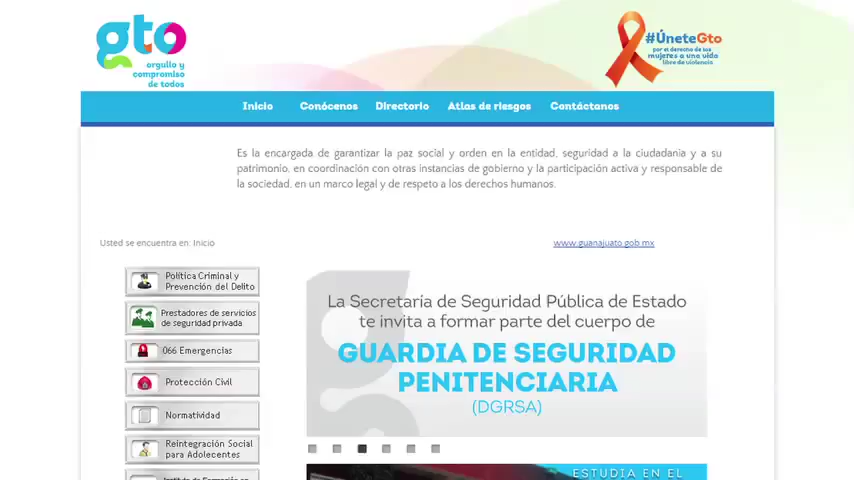 gto
orgullo y
compromiso
de todos
#ÚneteGto
por el derecho de las
mujeres a una vida
libre de violencia
Inicio Conócenos Directorio Atlas de riesgos Contáctanos
Es la encargada de garantizar la paz social y orden en la entidad, seguridad a la ciudadanía y a su
patrimonio, en coordinación con otras instancias de gobierno y la participación activa y responsable de
la sociedad, en un marco legal y de respeto a los derechos humanos.
Usted se encuentra en: Inicio
www.guanajuato.gob.mx
Política Criminal y
Prevención del Delito
Prestadores de servicios
de seguridad privada
066 Emergencias
Protección Civil
Normatividad
Reintegración Social
para Adolecentes
Instituto de Formación en
La Secretaría de Seguridad Pública de Estado
te invita a formar parte del cuerpo de
GUARDIA DE SEGURIDAD
PENITENCIARIA
(DGRSA)
ESTUDIA EN EL